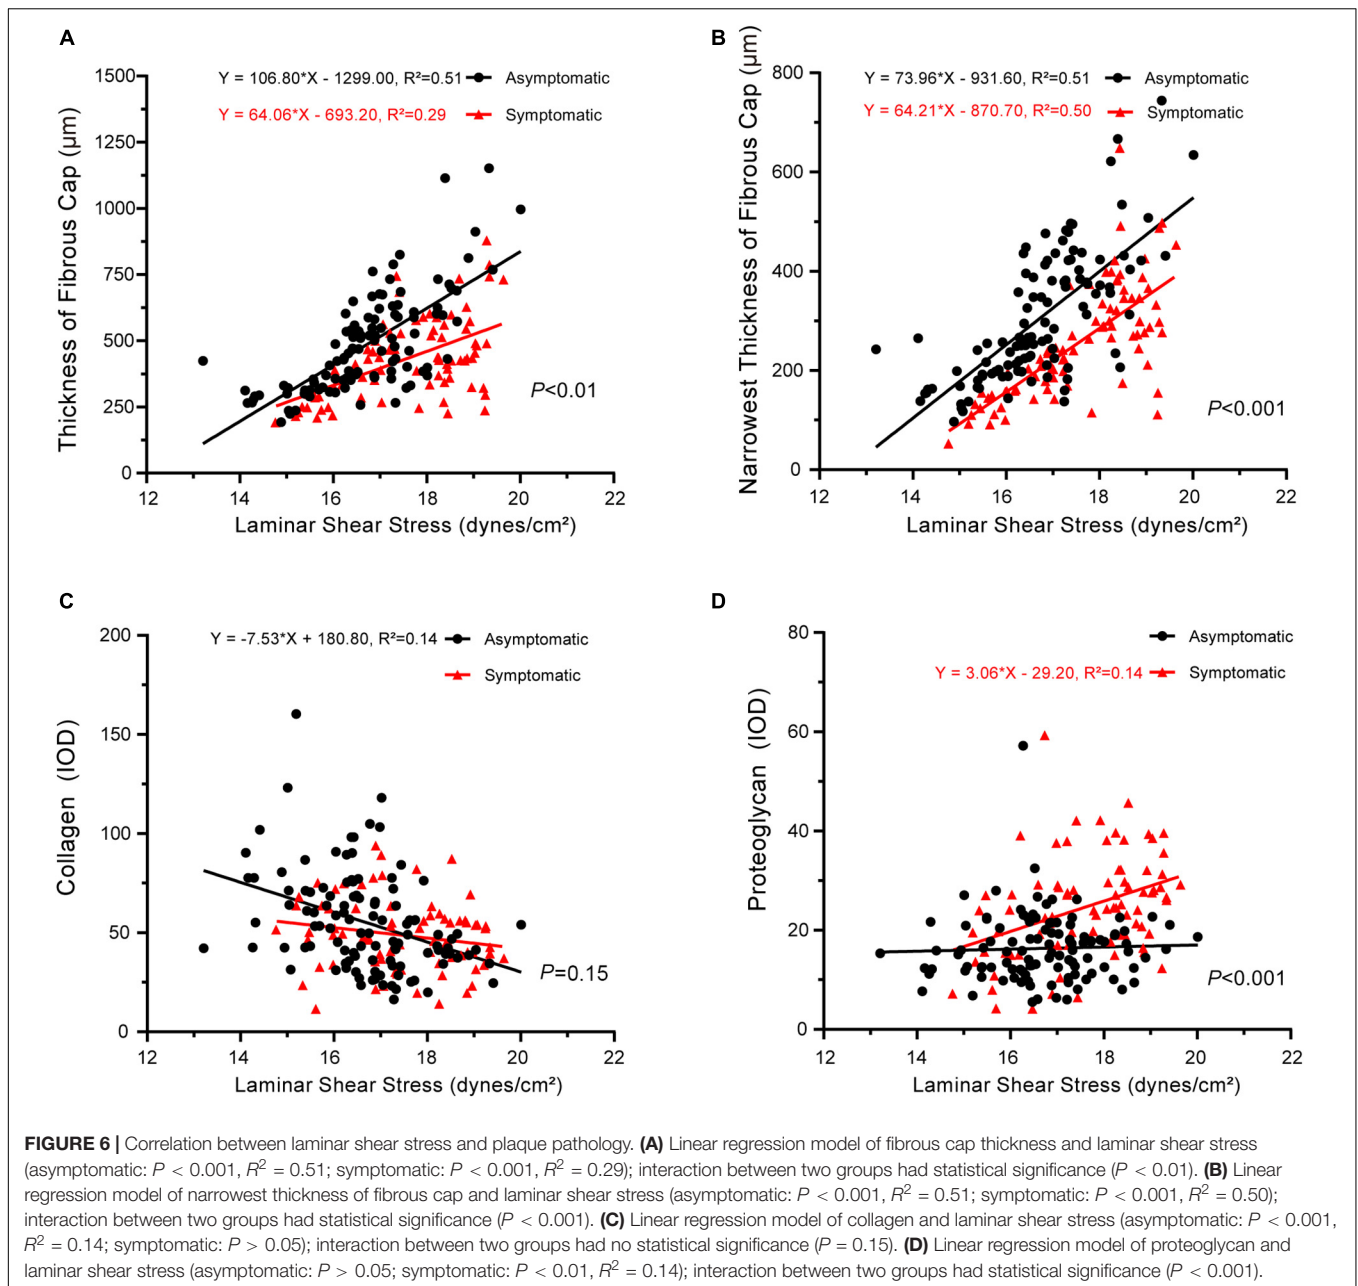 A
Y = 106.80*X - 1299.00, R²=0.51 Asymptomatic
Y = 64.06*X - 693.20, R²=0.29 Symptomatic
Thickness of Fibrous Cap (μm)
1500
1250
1000
750
500
250
0
P<0.01
12 14 16 18 20 22
Laminar Shear Stress (dynes/cm²)
B
Y = 73.96*X - 931.60, R²=0.51 Asymptomatic
Y = 64.21*X - 870.70, R²=0.50 Symptomatic
Narrowest Thickness of Fibrous Cap (μm)
800
600
400
200
0
P<0.001
12 14 16 18 20 22
Laminar Shear Stress (dynes/cm²)
C
Y = -7.53*X + 180.80, R²=0.14 Asymptomatic
Symptomatic
Collagen (IOD)
200
150
100
50
0
P=0.15
12 14 16 18 20 22
Laminar Shear Stress (dynes/cm²)
D
Asymptomatic
Y = 3.06*X - 29.20, R²=0.14 Symptomatic
Proteoglycan (IOD)
80
60
40
20
0
P<0.001
12 14 16 18 20 22
Laminar Shear Stress (dynes/cm²)
FIGURE 6 | Correlation between laminar shear stress and plaque pathology. (A) Linear regression model of fibrous cap thickness and laminar shear stress
(asymptomatic: P < 0.001, R² = 0.51; symptomatic: P < 0.001, R² = 0.29); interaction between two groups had statistical significance (P < 0.01). (B) Linear
regression model of narrowest thickness of fibrous cap and laminar shear stress (asymptomatic: P < 0.001, R² = 0.51; symptomatic: P < 0.001, R² = 0.50);
interaction between two groups had statistical significance (P < 0.001). (C) Linear regression model of collagen and laminar shear stress (asymptomatic: P < 0.001,
R² = 0.14; symptomatic: P > 0.05); interaction between two groups had no statistical significance (P = 0.15). (D) Linear regression model of proteoglycan and
laminar shear stress (asymptomatic: P > 0.05; symptomatic: P < 0.01, R² = 0.14); interaction between two groups had statistical significance (P < 0.001).